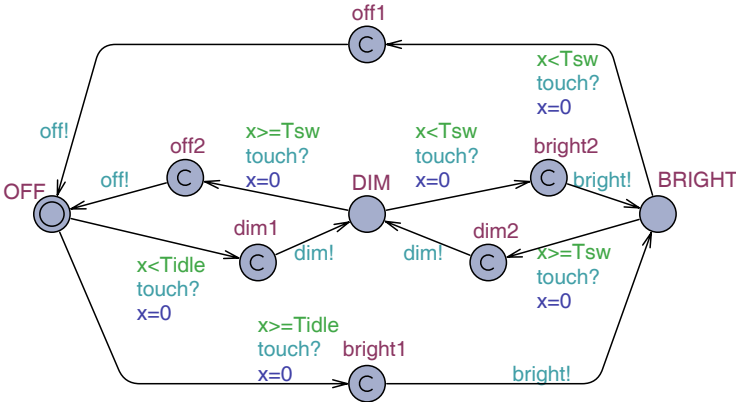 off1
x<Tsw
touch?
x=0
off!
off2
x>=Tsw
touch?
x=0
x<Tsw
touch?
x=0
bright2
OFF
off!
DIM
bright!
BRIGHT
dim1
dim!
dim!
dim2
x<Tidle
touch?
x=0
x>=Tsw
touch?
x=0
x>=Tidle
touch?
x=0
bright1
bright!
C
C
C
C
C
C